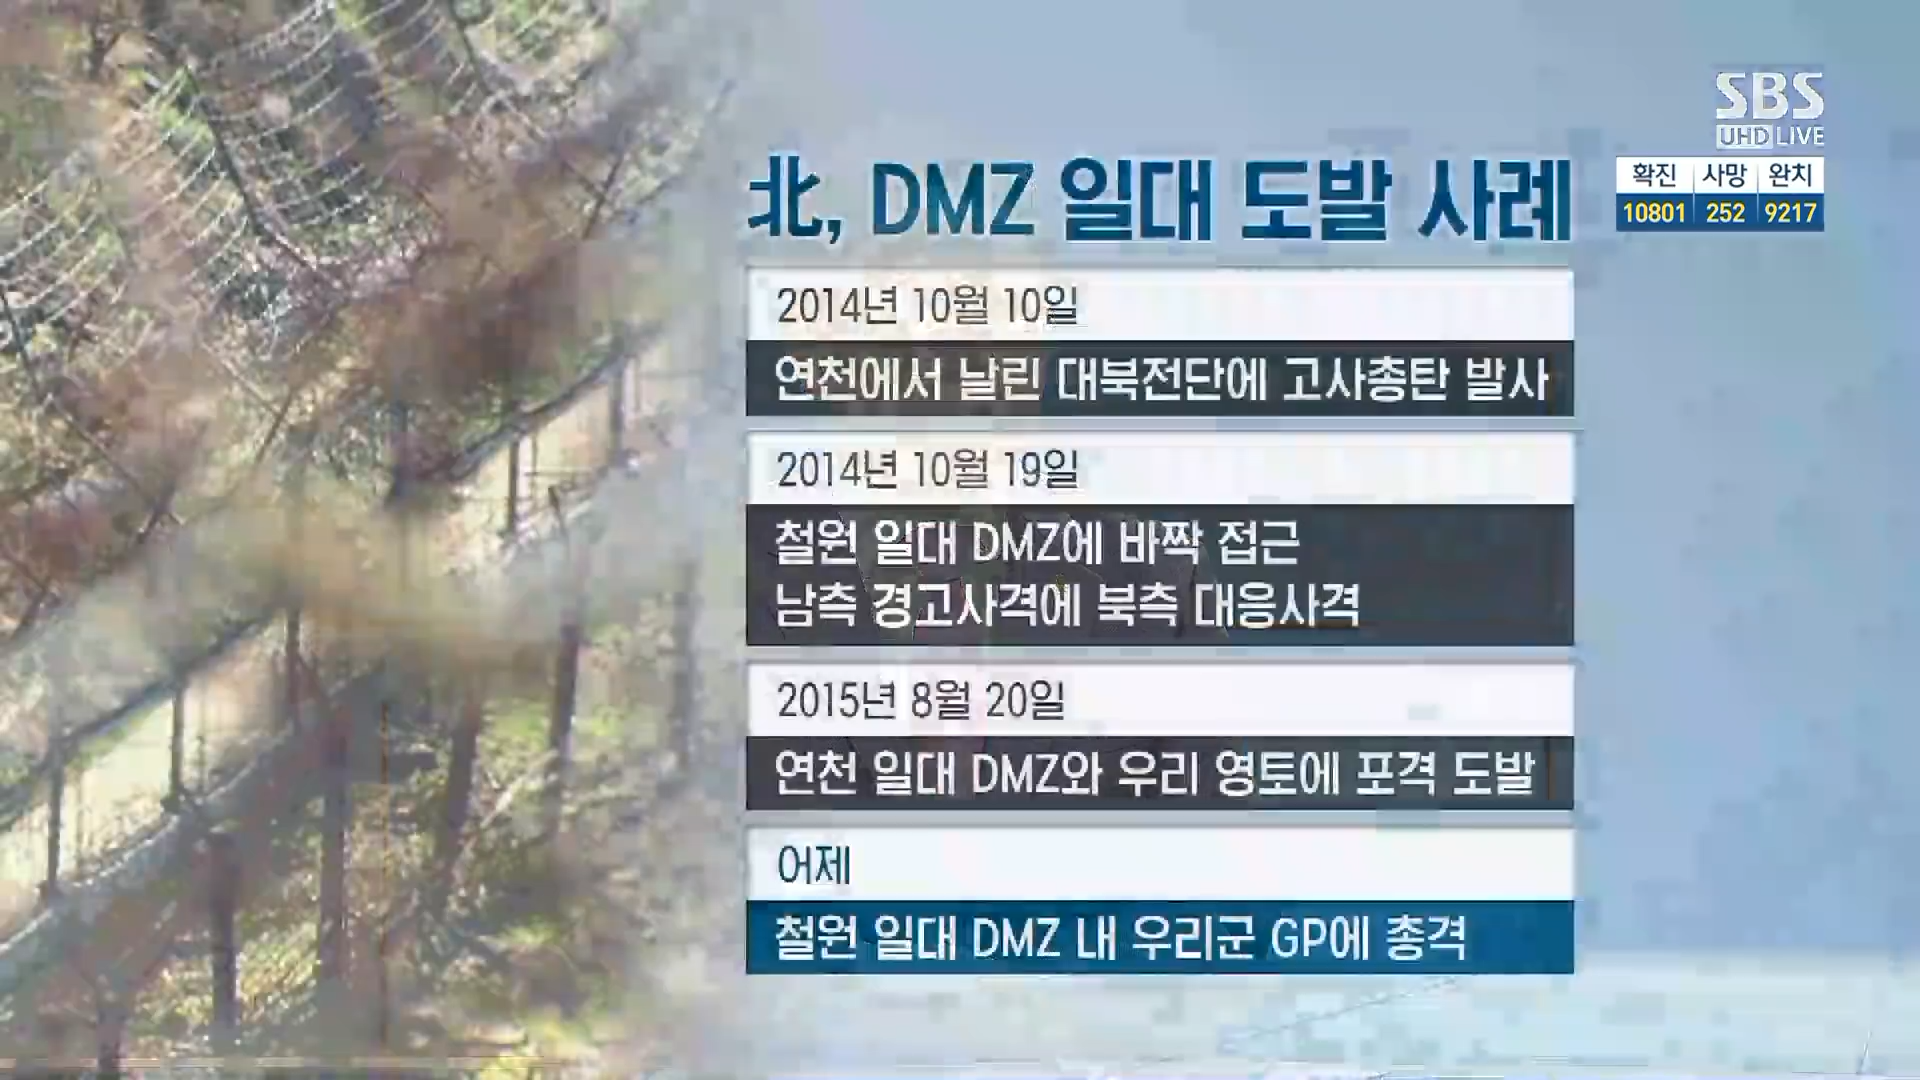 SBS
UHD LIVE
확진 사망 완치
10801 252 9217
北, DMZ 일대 도발 사례
2014년 10월 10일
연천에서 날린 대북전단에 고사총탄 발사
2014년 10월 19일
철원 일대 DMZ에 바짝 접근
남측 경고사격에 북측 대응사격
2015년 8월 20일
연천 일대 DMZ와 우리 영토에 포격 도발
어제
철원 일대 DMZ 내 우리군 GP에 총격